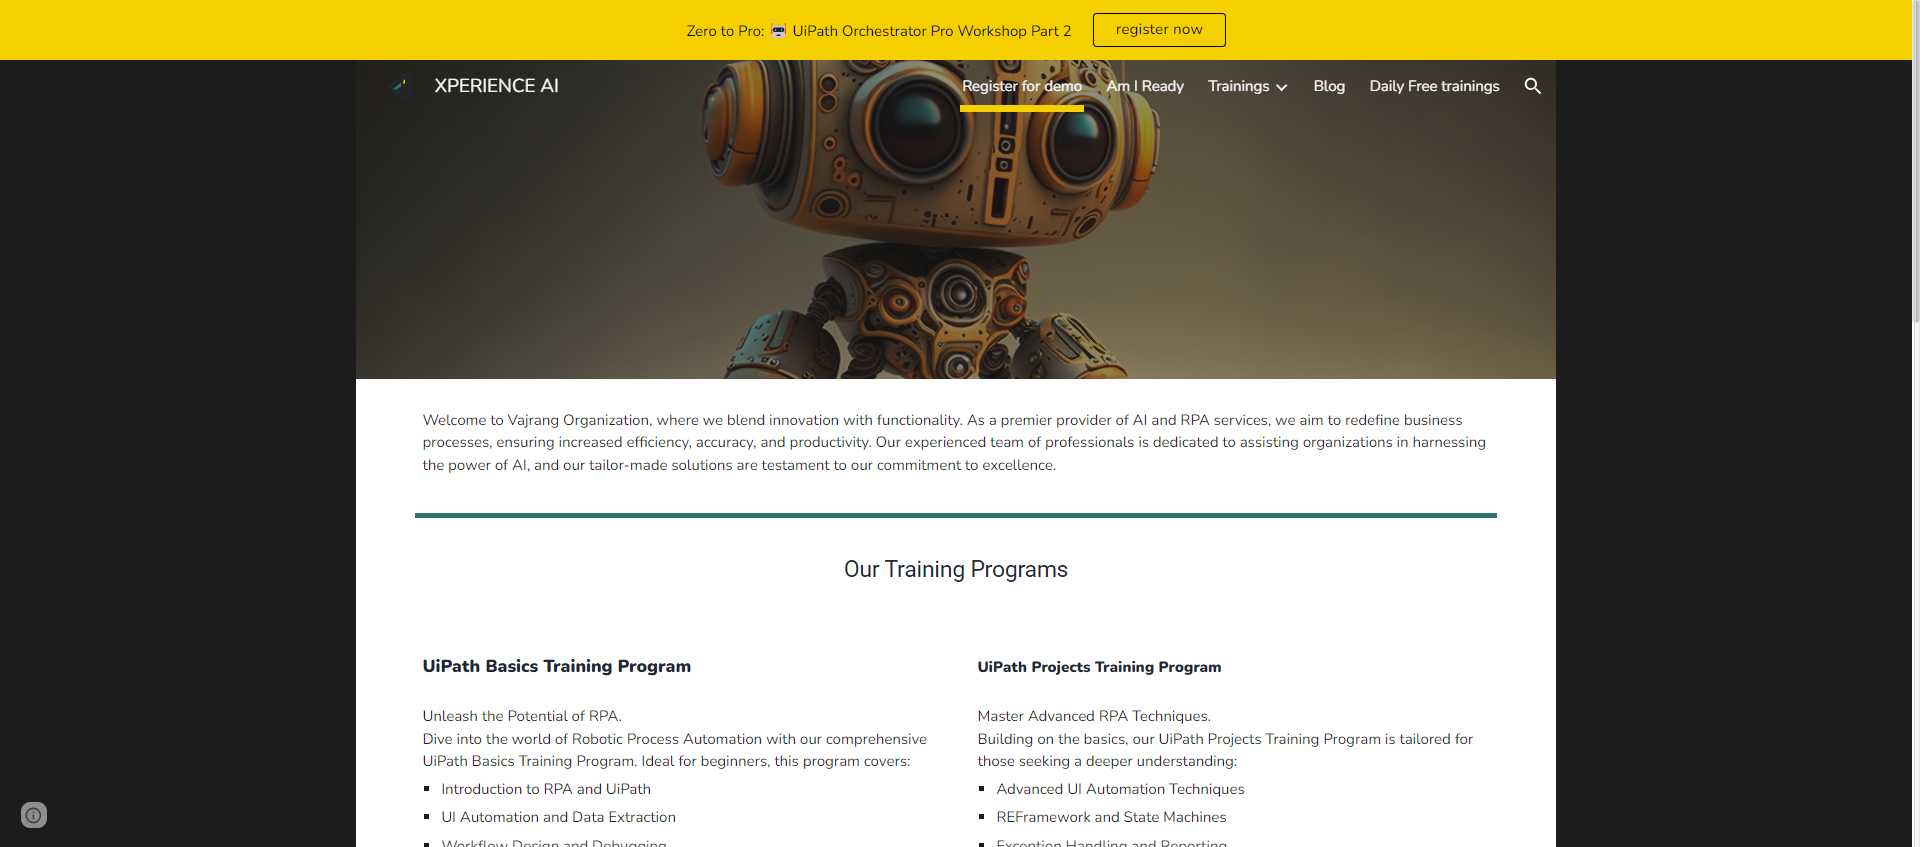 Zero to Pro: 🤖 UiPath Orchestrator Pro Workshop Part 2
register now
XPERIENCE AI
Register for demo
Am I Ready
Trainings
Blog
Daily Free trainings
Welcome to Vajrang Organization, where we blend innovation with functionality. As a premier provider of AI and RPA services, we aim to redefine business
processes, ensuring increased efficiency, accuracy, and productivity. Our experienced team of professionals is dedicated to assisting organizations in harnessing
the power of AI, and our tailor-made solutions are testament to our commitment to excellence.
Our Training Programs
UiPath Basics Training Program
Unleash the Potential of RPA.
Dive into the world of Robotic Process Automation with our comprehensive
UiPath Basics Training Program. Ideal for beginners, this program covers:
Introduction to RPA and UiPath
UI Automation and Data Extraction
Workflow Design and Debugging
UiPath Projects Training Program
Master Advanced RPA Techniques.
Building on the basics, our UiPath Projects Training Program is tailored for
those seeking a deeper understanding:
Advanced UI Automation Techniques
REFramework and State Machines
Exception Handling and Reporting